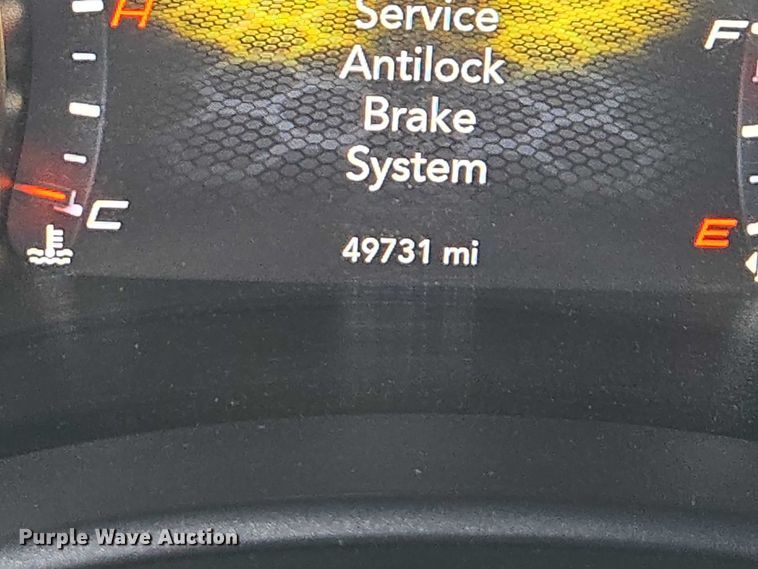 H
Service
F
Antilock
Brake
System
C
E
49731 mi
Purple Wave Auction